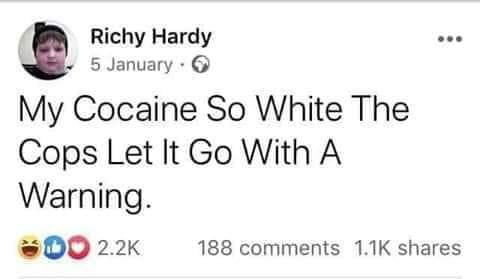 Richy Hardy
5 January ·
My Cocaine So White The
Cops Let It Go With A
Warning.
2.2K 188 comments 1.1K shares